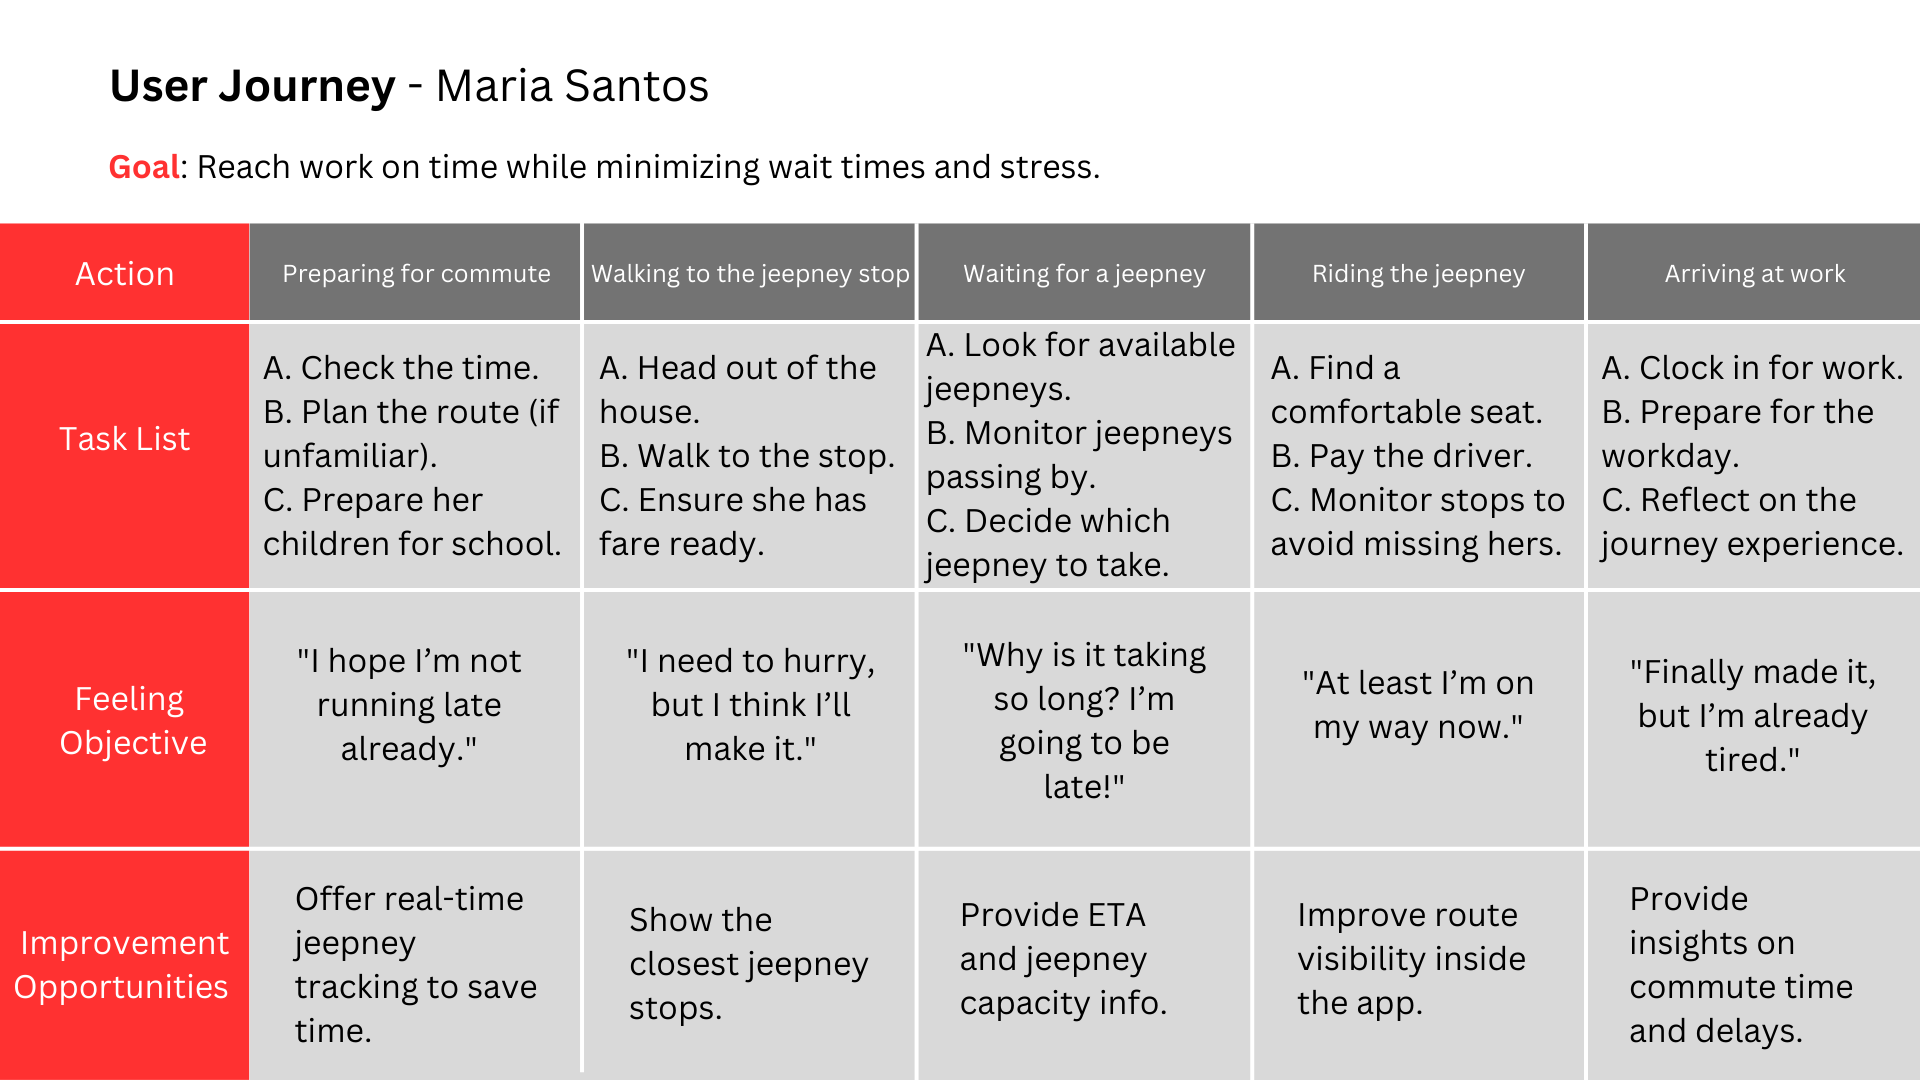 User Journey - Maria Santos
Goal: Reach work on time while minimizing wait times and stress.
Action
Preparing for commute
Walking to the jeepney stop
Waiting for a jeepney
Riding the jeepney
Arriving at work
Task List
A. Check the time.
B. Plan the route (if
unfamiliar).
C. Prepare her
children for school.
A. Head out of the
house.
B. Walk to the stop.
C. Ensure she has
fare ready.
A. Look for available
jeepneys.
B. Monitor jeepneys
passing by.
C. Decide which
jeepney to take.
A. Find a
comfortable seat.
B. Pay the driver.
C. Monitor stops to
avoid missing hers.
A. Clock in for work.
B. Prepare for the
workday.
C. Reflect on the
journey experience.
Feeling
Objective
"I hope I’m not
running late
already."
"I need to hurry,
but I think I’ll
make it."
"Why is it taking
so long? I’m
going to be
late!"
"At least I’m on
my way now."
"Finally made it,
but I’m already
tired."
Improvement
Opportunities
Offer real-time
jeepney
tracking to save
time.
Show the
closest jeepney
stops.
Provide ETA
and jeepney
capacity info.
Improve route
visibility inside
the app.
Provide
insights on
commute time
and delays.